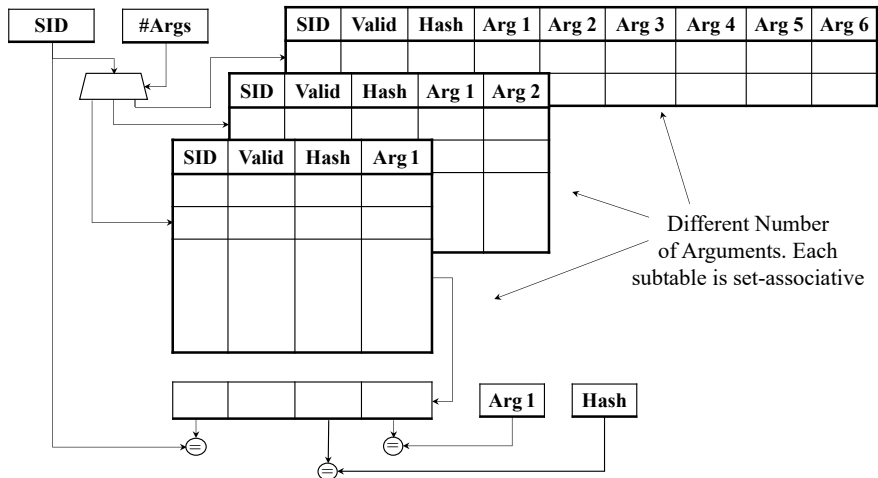 SID #Args
SID Valid Hash Arg 1 Arg 2 Arg 3 Arg 4 Arg 5 Arg 6
SID Valid Hash Arg 1 Arg 2
SID Valid Hash Arg 1
Different Number
of Arguments. Each
subtable is set-associative
Arg 1 Hash
=
=
=